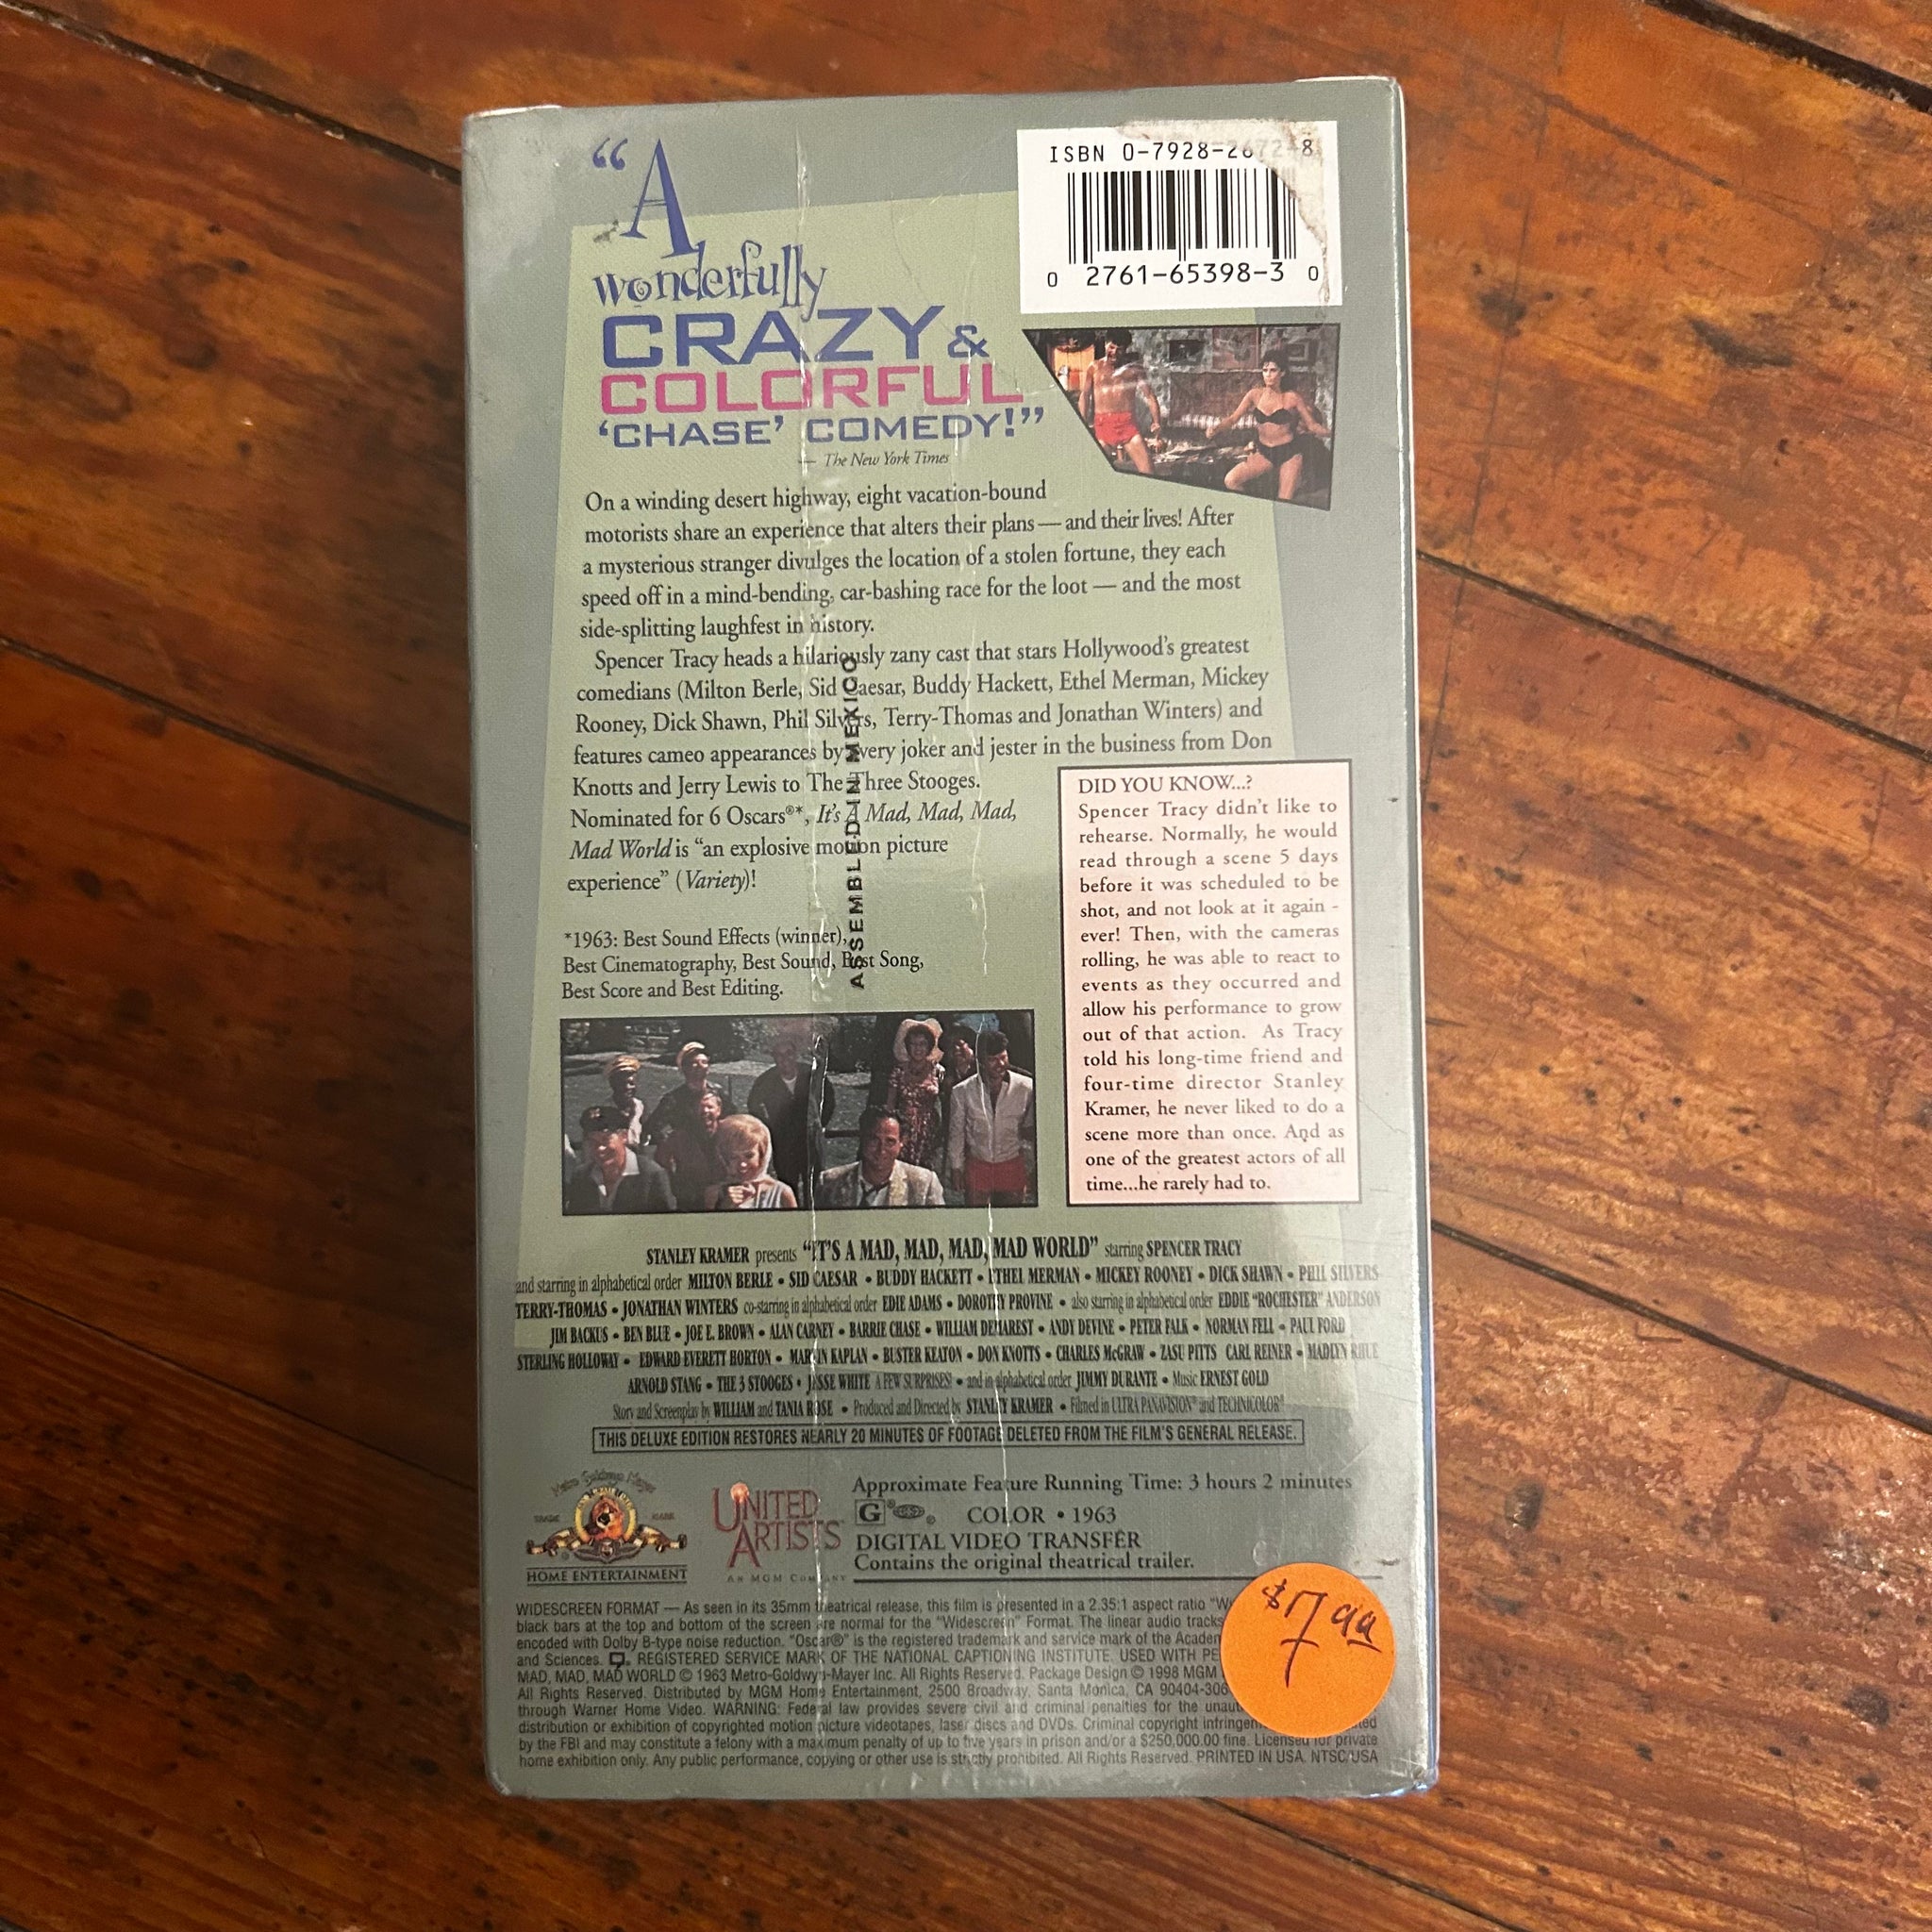 ISBN 0-7928-2672-8
0 2761-65398-3 0
"A
wonderfully
CRAZY &
COLORFUL
'CHASE' COMEDY!"
— The New York Times
On a winding desert highway, eight vacation-bound
motorists share an experience that alters their plans — and their lives! After
a mysterious stranger divulges the location of a stolen fortune, they each
speed off in a mind-bending, car-bashing race for the loot — and the most
side-splitting laughfest in history.
Spencer Tracy heads a hilariously zany cast that stars Hollywood's greatest
comedians (Milton Berle, Sid Caesar, Buddy Hackett, Ethel Merman, Mickey
Rooney, Dick Shawn, Phil Silvers, Terry-Thomas and Jonathan Winters) and
features cameo appearances by every joker and jester in the business from Don
Knotts and Jerry Lewis to The Three Stooges.
Nominated for 6 Oscars®*, It's A Mad, Mad, Mad,
Mad World is "an explosive motion picture
experience" (Variety)!
*1963: Best Sound Effects (winner),
Best Cinematography, Best Sound, Best Song,
Best Score and Best Editing.
ASSEMBLED IN MEXICO
DID YOU KNOW...?
Spencer Tracy didn't like to
rehearse. Normally, he would
read through a scene 5 days
before it was scheduled to be
shot, and not look at it again -
ever! Then, with the cameras
rolling, he was able to react to
events as they occurred and
allow his performance to grow
out of that action. As Tracy
told his long-time friend and
four-time director Stanley
Kramer, he never liked to do a
scene more than once. And as
one of the greatest actors of all
time...he rarely had to.
STANLEY KRAMER presents "IT'S A MAD, MAD, MAD, MAD WORLD" starring SPENCER TRACY
and starring in alphabetical order MILTON BERLE • SID CAESAR • BUDDY HACKETT • ETHEL MERMAN • MICKEY ROONEY • DICK SHAWN • PHIL SILVERS
TERRY-THOMAS • JONATHAN WINTERS co-starring in alphabetical order EDIE ADAMS • DOROTHY PROVINE • also starring in alphabetical order EDDIE "ROCHESTER" ANDERSON
JIM BACKUS • BEN BLUE • JOE E. BROWN • ALAN CARNEY • BARRIE CHASE • WILLIAM DEMAREST • ANDY DEVINE • PETER FALK • NORMAN FELL • PAUL FORD
STERLING HOLLOWAY • EDWARD EVERETT HORTON • MARVIN KAPLAN • BUSTER KEATON • DON KNOTTS • CHARLES McGRAW • ZASU PITTS CARL REINER • MADLYN RHUE
ARNOLD STANG • THE 3 STOOGES • JESSE WHITE A FEW SURPRISES! • and in alphabetical order JIMMY DURANTE • Music ERNEST GOLD
Story and Screenplay by WILLIAM and TANIA ROSE • Produced and Directed by STANLEY KRAMER • Filmed in ULTRA PANAVISION® and TECHNICOLOR®
THIS DELUXE EDITION RESTORES NEARLY 20 MINUTES OF FOOTAGE DELETED FROM THE FILM'S GENERAL RELEASE.
Metro Goldwyn Mayer
TRADE MARK
HOME ENTERTAINMENT
UNITED
ARTISTS
AN MGM COMPANY
Approximate Feature Running Time: 3 hours 2 minutes
G COLOR • 1963
DIGITAL VIDEO TRANSFER
Contains the original theatrical trailer.
$7.99
WIDESCREEN FORMAT — As seen in its 35mm theatrical release, this film is presented in a 2.35:1 aspect ratio
black bars at the top and bottom of the screen are normal for the "Widescreen" Format. The linear audio tracks
encoded with Dolby B-type noise reduction. "Oscar®" is the registered trademark and service mark of the
and Sciences. REGISTERED SERVICE MARK OF THE NATIONAL CAPTIONING INSTITUTE. USED WITH
MAD, MAD, MAD WORLD © 1963 Metro-Goldwyn-Mayer Inc. All Rights Reserved. Package Design © 1998 MGM
All Rights Reserved. Distributed by MGM Home Entertainment, 2500 Broadway, Santa Monica, CA 90404-306
through Warner Home Video. WARNING: Federal law provides severe civil and criminal penalties for the
distribution or exhibition of copyrighted motion picture videotapes, laser discs and DVDs. Criminal copyright
by the FBI and may constitute a felony with a maximum penalty of up to five years in prison and/or a $250,000.00 fine. Licensed for private
home exhibition only. Any public performance, copying or other use is strictly prohibited. All Rights Reserved. PRINTED IN USA. NTSC/USA